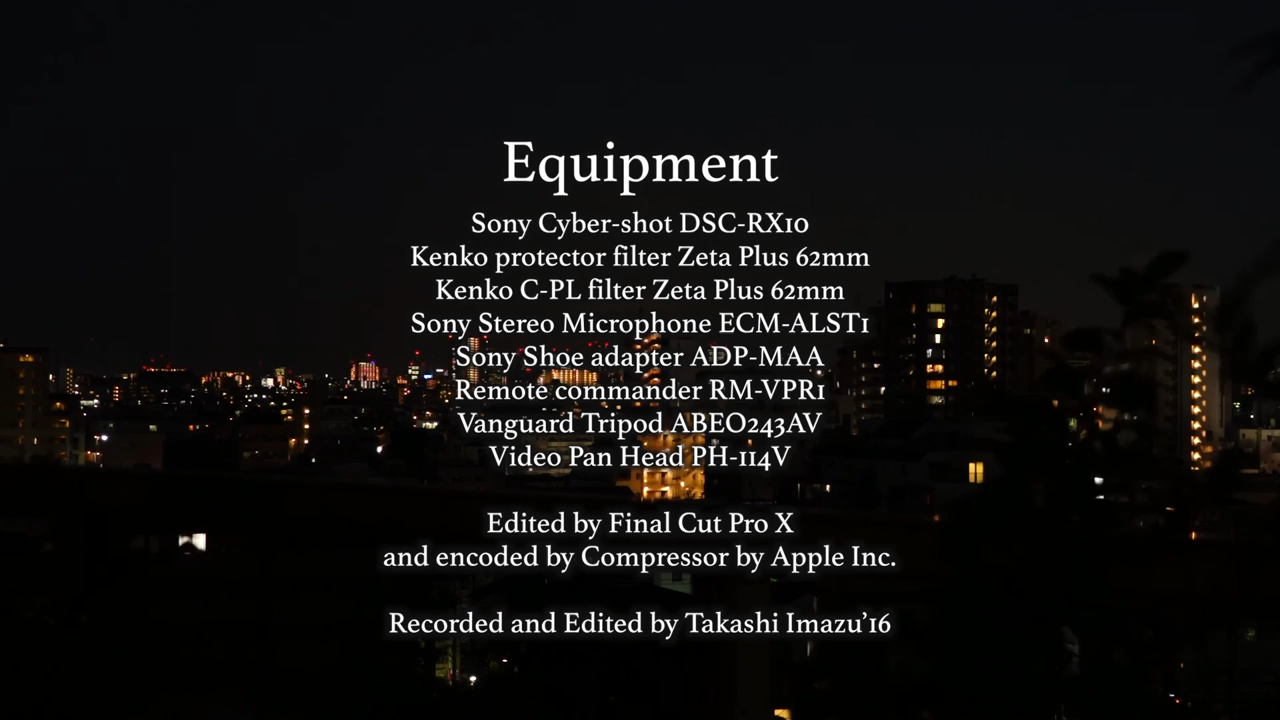 Equipment
Sony Cyber-shot DSC-RX10
Kenko protector filter Zeta Plus 62mm
Kenko C-PL filter Zeta Plus 62mm
Sony Stereo Microphone ECM-ALST1
Sony Shoe adapter ADP-MAA
Remote commander RM-VPR1
Vanguard Tripod ABEO243AV
Video Pan Head PH-114V
Edited by Final Cut Pro X
and encoded by Compressor by Apple Inc.
Recorded and Edited by Takashi Imazu’16